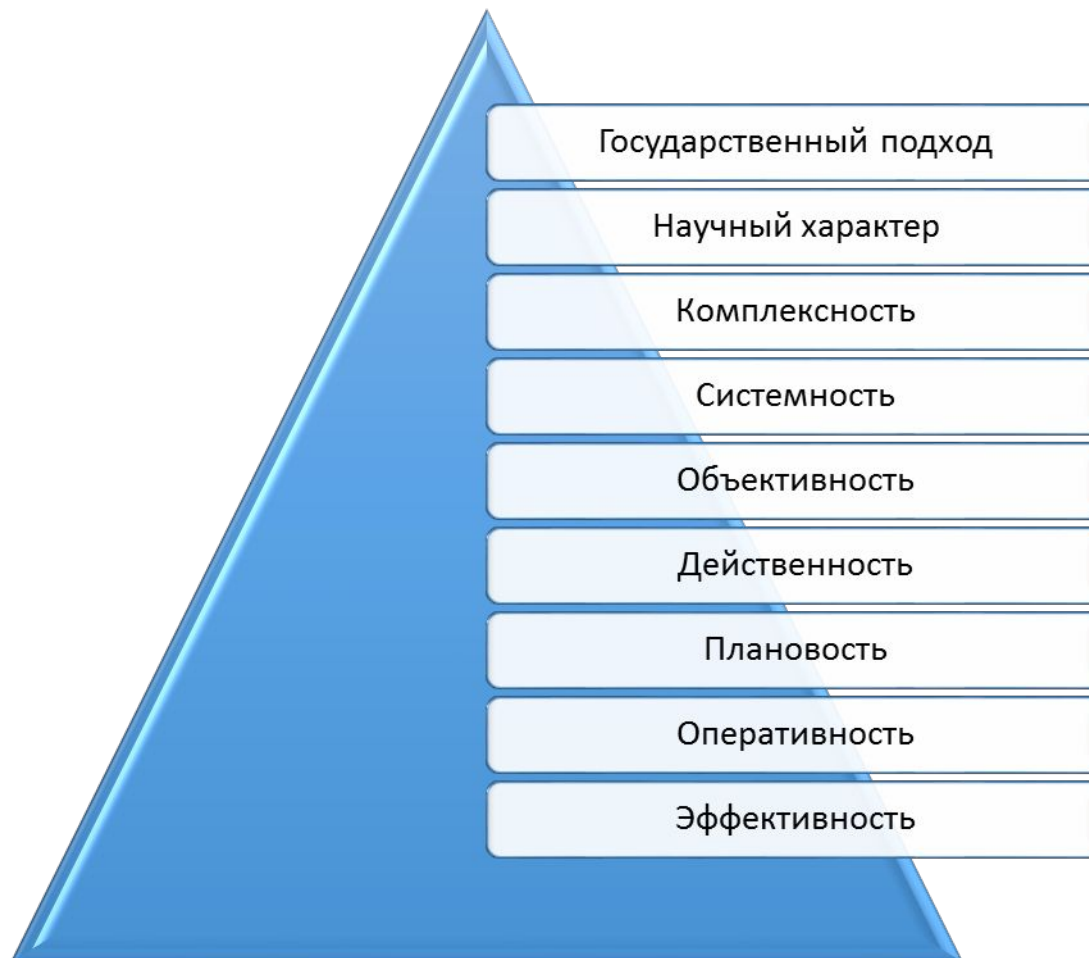 Государственный подход
Научный характер
Комплексность
Системность
Объективность
Действенность
Плановость
Оперативность
Эффективность